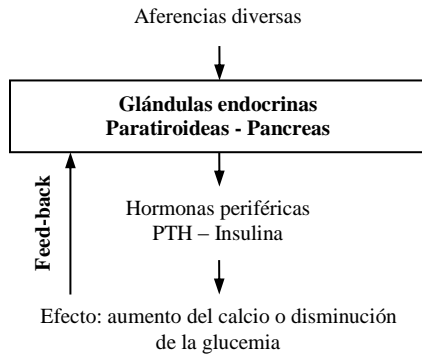 Aferencias diversas
Glándulas endocrinas
Paratiroideas - Pancreas
Feed-back
Hormonas periféricas
PTH – Insulina
Efecto: aumento del calcio o disminución
de la glucemia